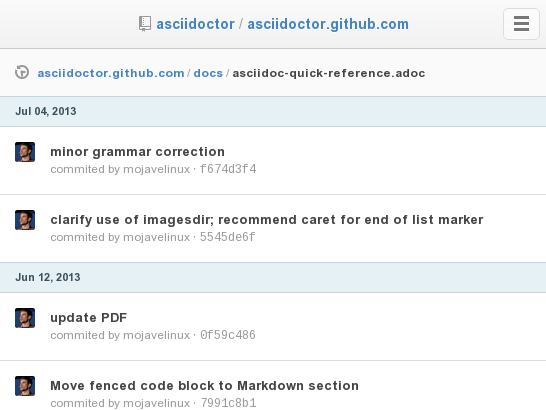 asciidoctor / asciidoctor.github.com
asciidoctor.github.com / docs / asciidoc-quick-reference.adoc
Jul 04, 2013
minor grammar correction
commited by mojavelinux · f674d3f4
clarify use of imagesdir; recommend caret for end of list marker
commited by mojavelinux · 5545de6f
Jun 12, 2013
update PDF
commited by mojavelinux · 0f59c486
Move fenced code block to Markdown section
commited by mojavelinux · 7991c8b1